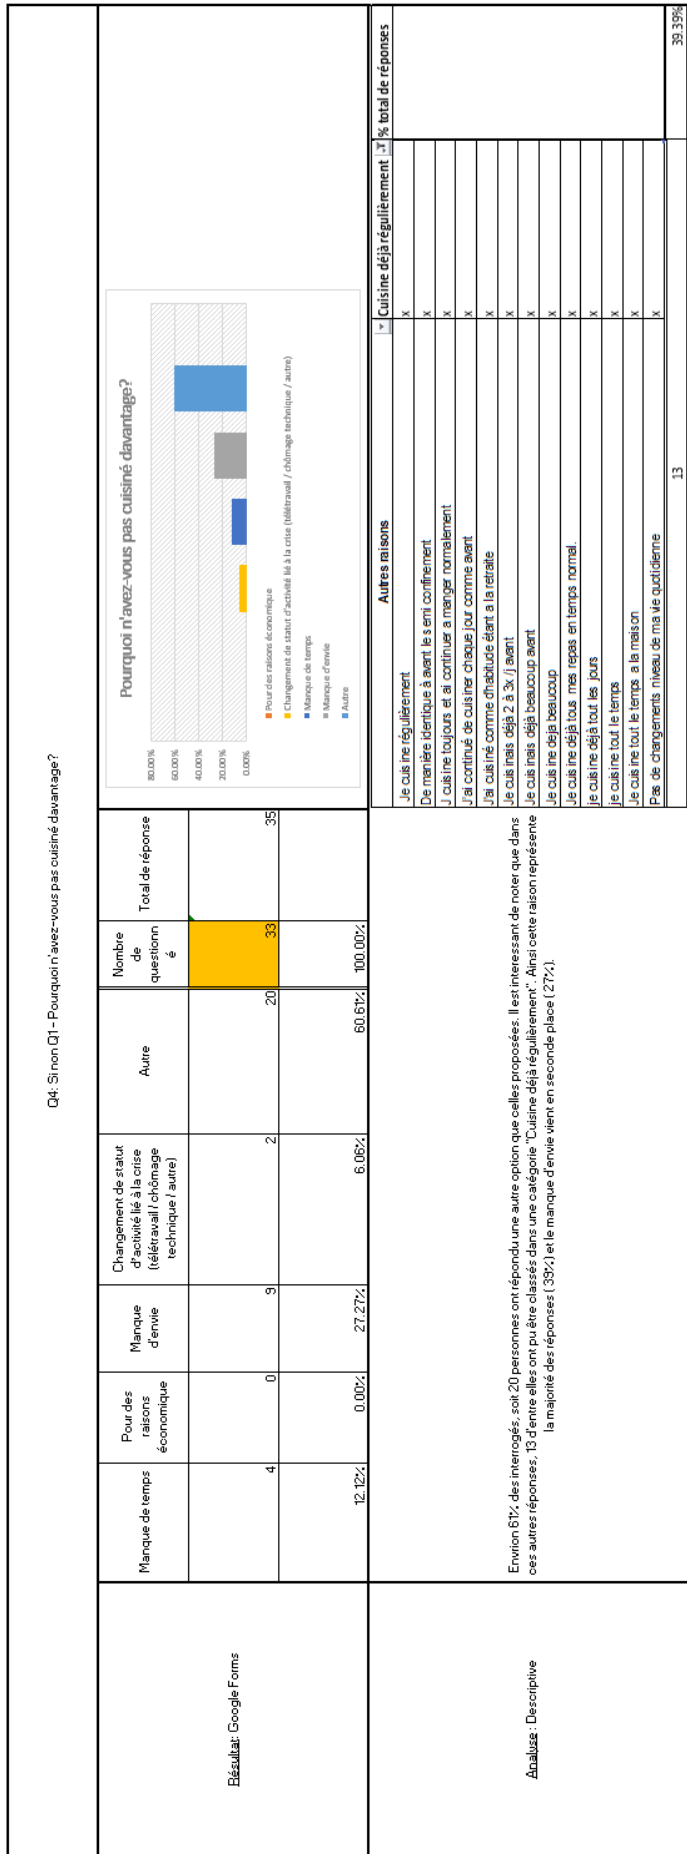 Q4: Si non Q1 - Pourquoi n'avez-vous pas cuisiné davantage?
Résultat: Google Forms
Manque de temps
Pour des
raisons
économique
Manque
d'envie
Changement de statut
d'activité lié à la crise
(télétravail / chômage
technique / autre)
Autre
Nombre
de
questionn
é
Total de réponse
4
0
9
2
20
33
35
12.12%
0.00%
27.27%
6.06%
60.61%
100.00%
Pourquoi n'avez-vous pas cuisiné davantage?
80.00%
60.00%
40.00%
20.00%
0.00%
Pour des raisons économique
Changement de statut d'activité lié à la crise (télétravail / chômage technique / autre)
Manque de temps
Manque d'envie
Autre
Analyse : Descriptive
Envrion 61% des interrogés, soit 20 personnes ont répondu une autre option que celles proposées. Il est interessant de noter que dans
ces autres réponses, 13 d'entre elles ont pu être classés dans une catégorie "Cuisine déjà régulièrement". Ainsi cette raison représente
la majorité des réponses (39%) et le manque d'envie vient en seconde place (27%).
Autres raisons Cuisine déjà régulièrement % total de réponses
Je cuisine régulièrement x
De manière identique à avant le semi confinement x
J cuisine toujours et ai continuer a manger normalement x
J'ai continué de cuisiner chaque jour comme avant x
J'ai cuisiné comme d'habitude étant a la retraite x
Je cuisinais déjà 2 à 3x /j avant x
Je cuisinais déjà beaucoup avant x
Je cuisine deja beaucoup x
Je cuisine déjà tous mes repas en temps normal. x
je cuisine déjà tout les jours x
je cuisine tout le temps x
Je cuisine tout le temps a la maison x
Pas de changements niveau de ma vie quotidienne x
13 39.39%